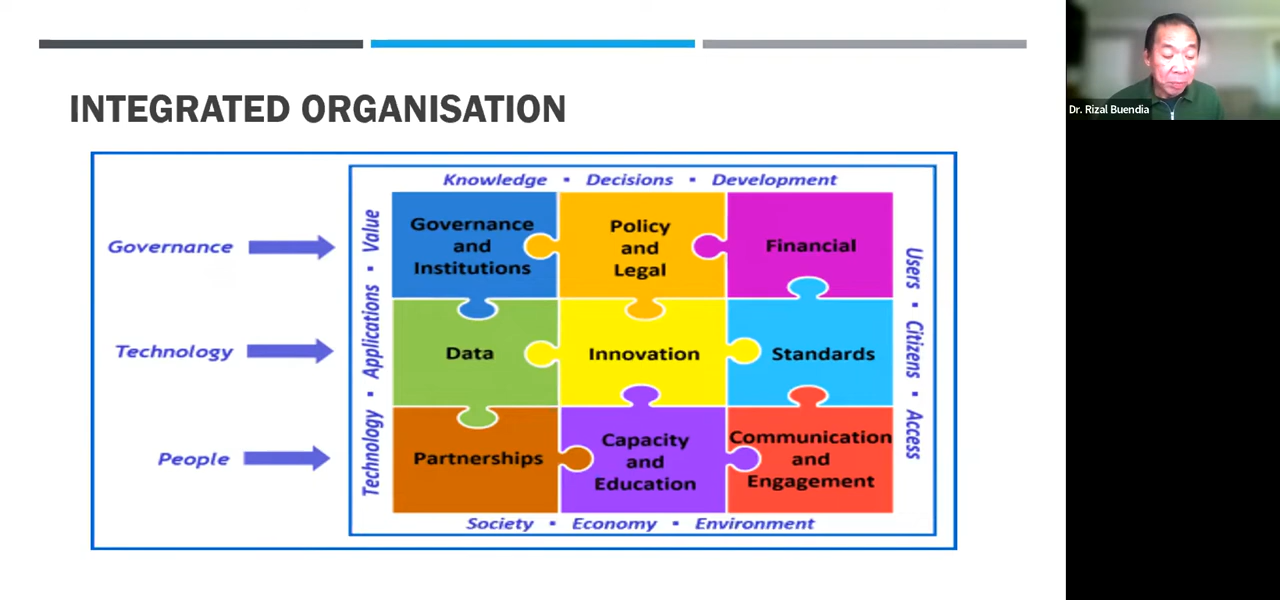 INTEGRATED ORGANISATION
Dr. Rizal Buendia
Knowledge ▪ Decisions ▪ Development
Governance
Technology
People
Technology ▪ Applications ▪ Value
Governance
and
Institutions
Policy
and
Legal
Financial
Data
Innovation
Standards
Partnerships
Capacity
and
Education
Communication
and
Engagement
Users ▪ Citizens ▪ Access
Society ▪ Economy ▪ Environment